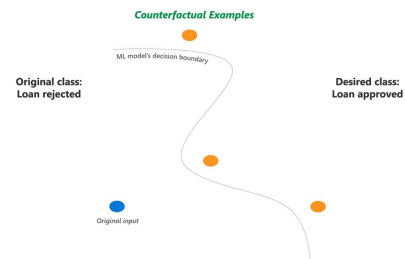 Counterfactual Examples
ML model's decision boundary
Original class:
Loan rejected
Desired class:
Loan approved
Original input